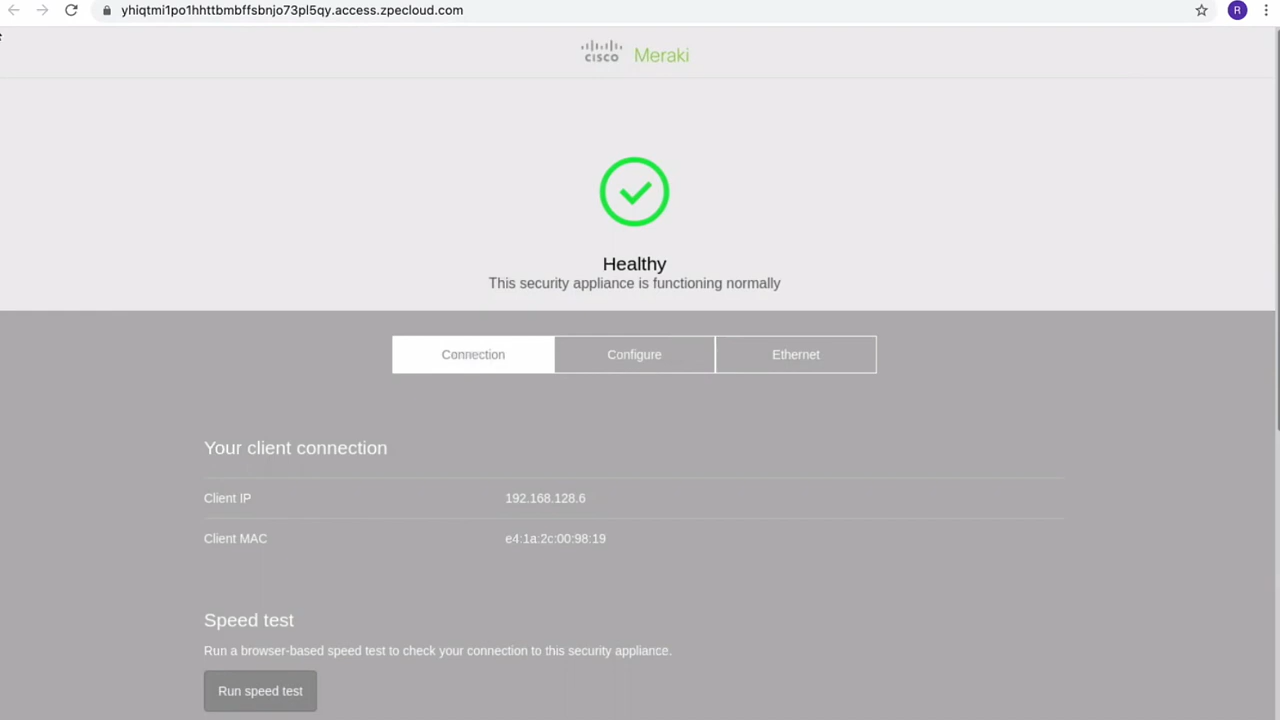 yhiqtmi1po1hhttbmbffsbnjo73pl5qy.access.zpecloud.com
R
cisco Meraki
Healthy
This security appliance is functioning normally
Connection Configure Ethernet
Your client connection
Client IP 192.168.128.6
Client MAC e4:1a:2c:00:98:19
Speed test
Run a browser-based speed test to check your connection to this security appliance.
Run speed test